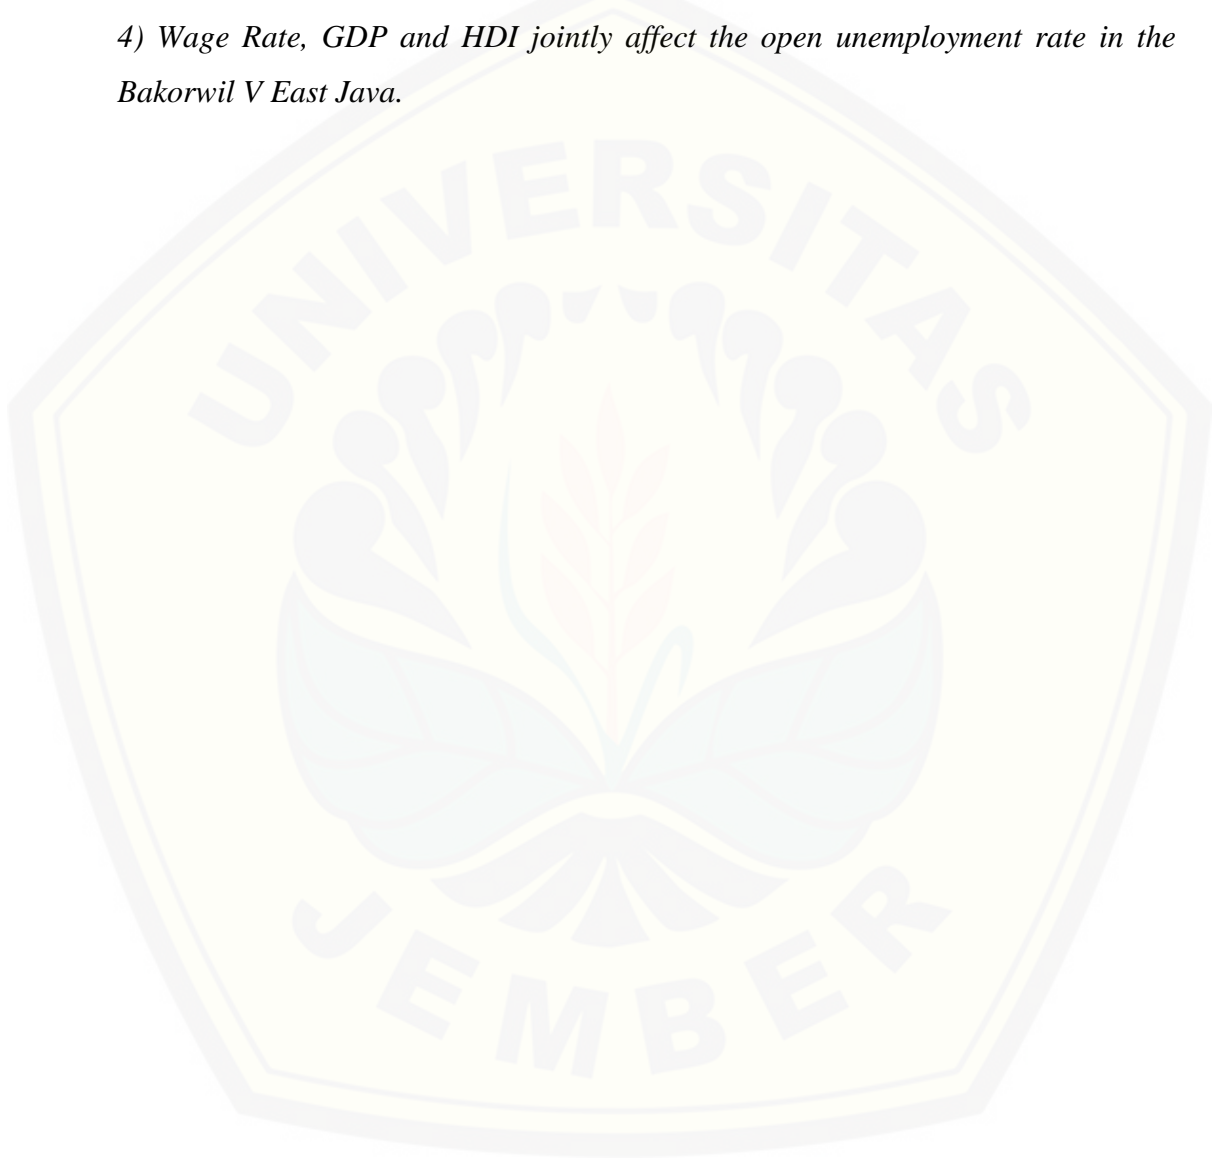 4) Wage Rate, GDP and HDI jointly affect the open unemployment rate in the
Bakorwil V East Java.
UNIVERSITAS
JEMBER